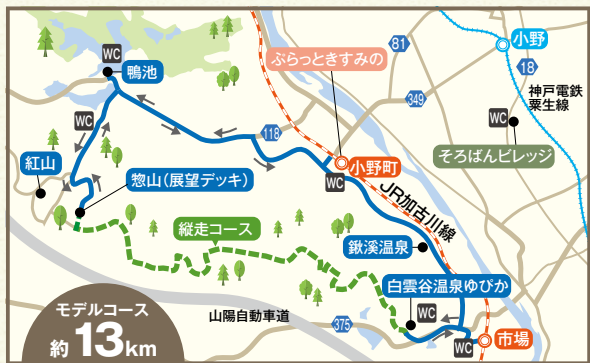 WC
鴨池
ぷらっときすみの
81
小野
18
神戸電鉄
粟生線
WC
349
WC
そろばんビレッジ
118
紅山
惣山(展望デッキ)
小野町
WC
JR加古川線
縦走コース
鍬溪温泉
白雲谷温泉ゆぴか
モデルコース
約13km
山陽自動車道
375
WC
WC
市場